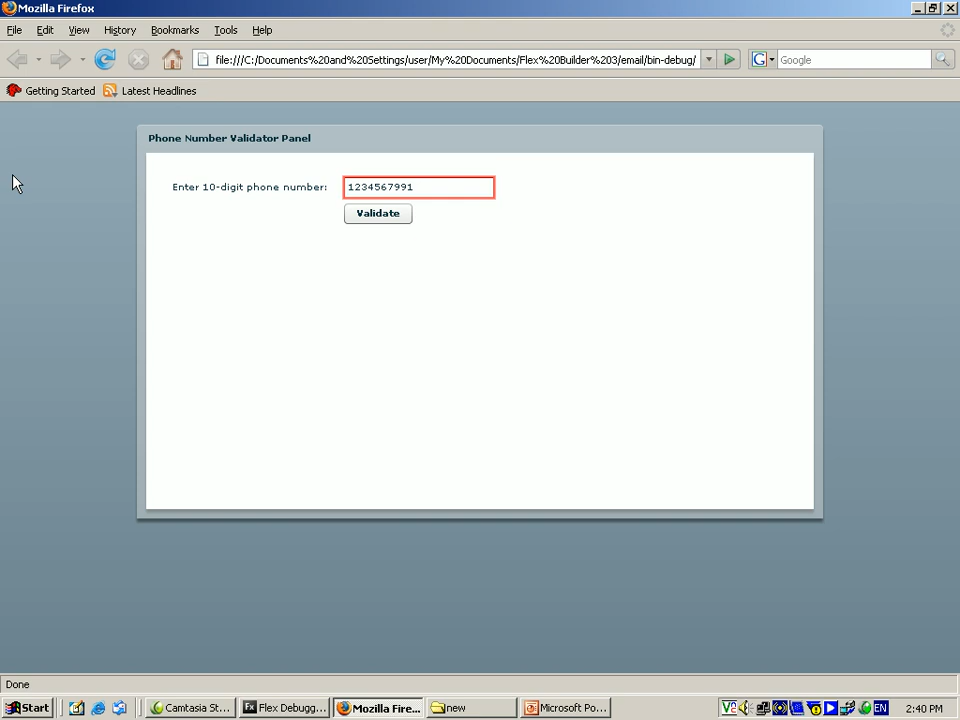 Mozilla Firefox
File Edit View History Bookmarks Tools Help
file:///C:/Documents%20and%20Settings/user/My%20Documents/Flex%20Builder%203/email/bin-debug/
G Google
Getting Started Latest Headlines
Phone Number Validator Panel
Enter 10-digit phone number: 1234567991
Validate
Done
Start Camtasia St... Fx Flex Debugg... Mozilla Fire... new Microsoft Po... EN 2:40 PM